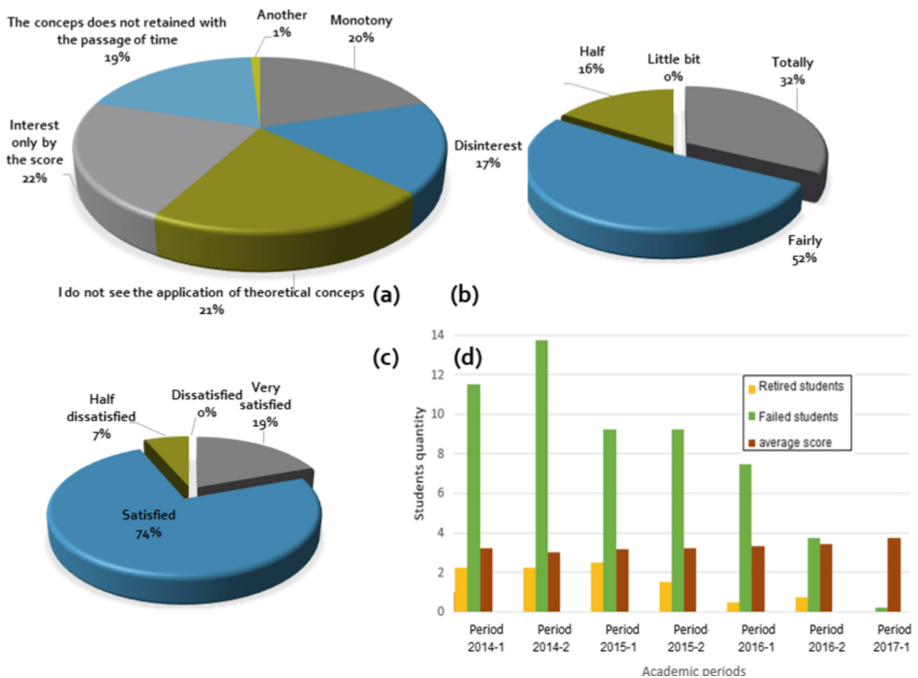 The conceps does not retained with
the passage of time
19%
Another
1%
Monotony
20%
Interest
only by
the score
22%
Disinterest
17%
I do not see the application of theoretical conceps
21%
(a)
Half
16%
Little bit
0%
Totally
32%
Fairly
52%
(b)
(c)
Half
dissatisfied
7%
Dissatisfied
0%
Very
satisfied
19%
Satisfied
74%
(d)
14
12
10
8
6
4
2
0
Students quantity
Retired students
Failed students
average score
Period
2014-1
Period
2014-2
Period
2015-1
Period
2015-2
Period
2016-1
Period
2016-2
Period
2017-1
Academic periods